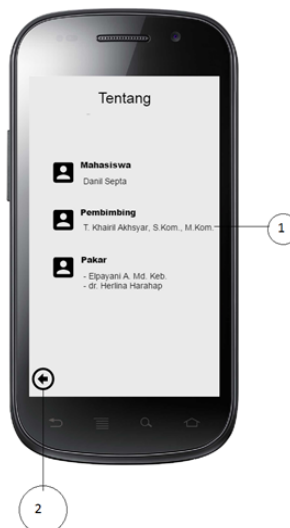 Tentang
Mahasiswa
Danil Septa
Pembimbing
T. Khairil Akhsyar, S.Kom., M.Kom.
1
Pakar
- Elpayani A. Md. Keb.
- dr. Herlina Harahap
2